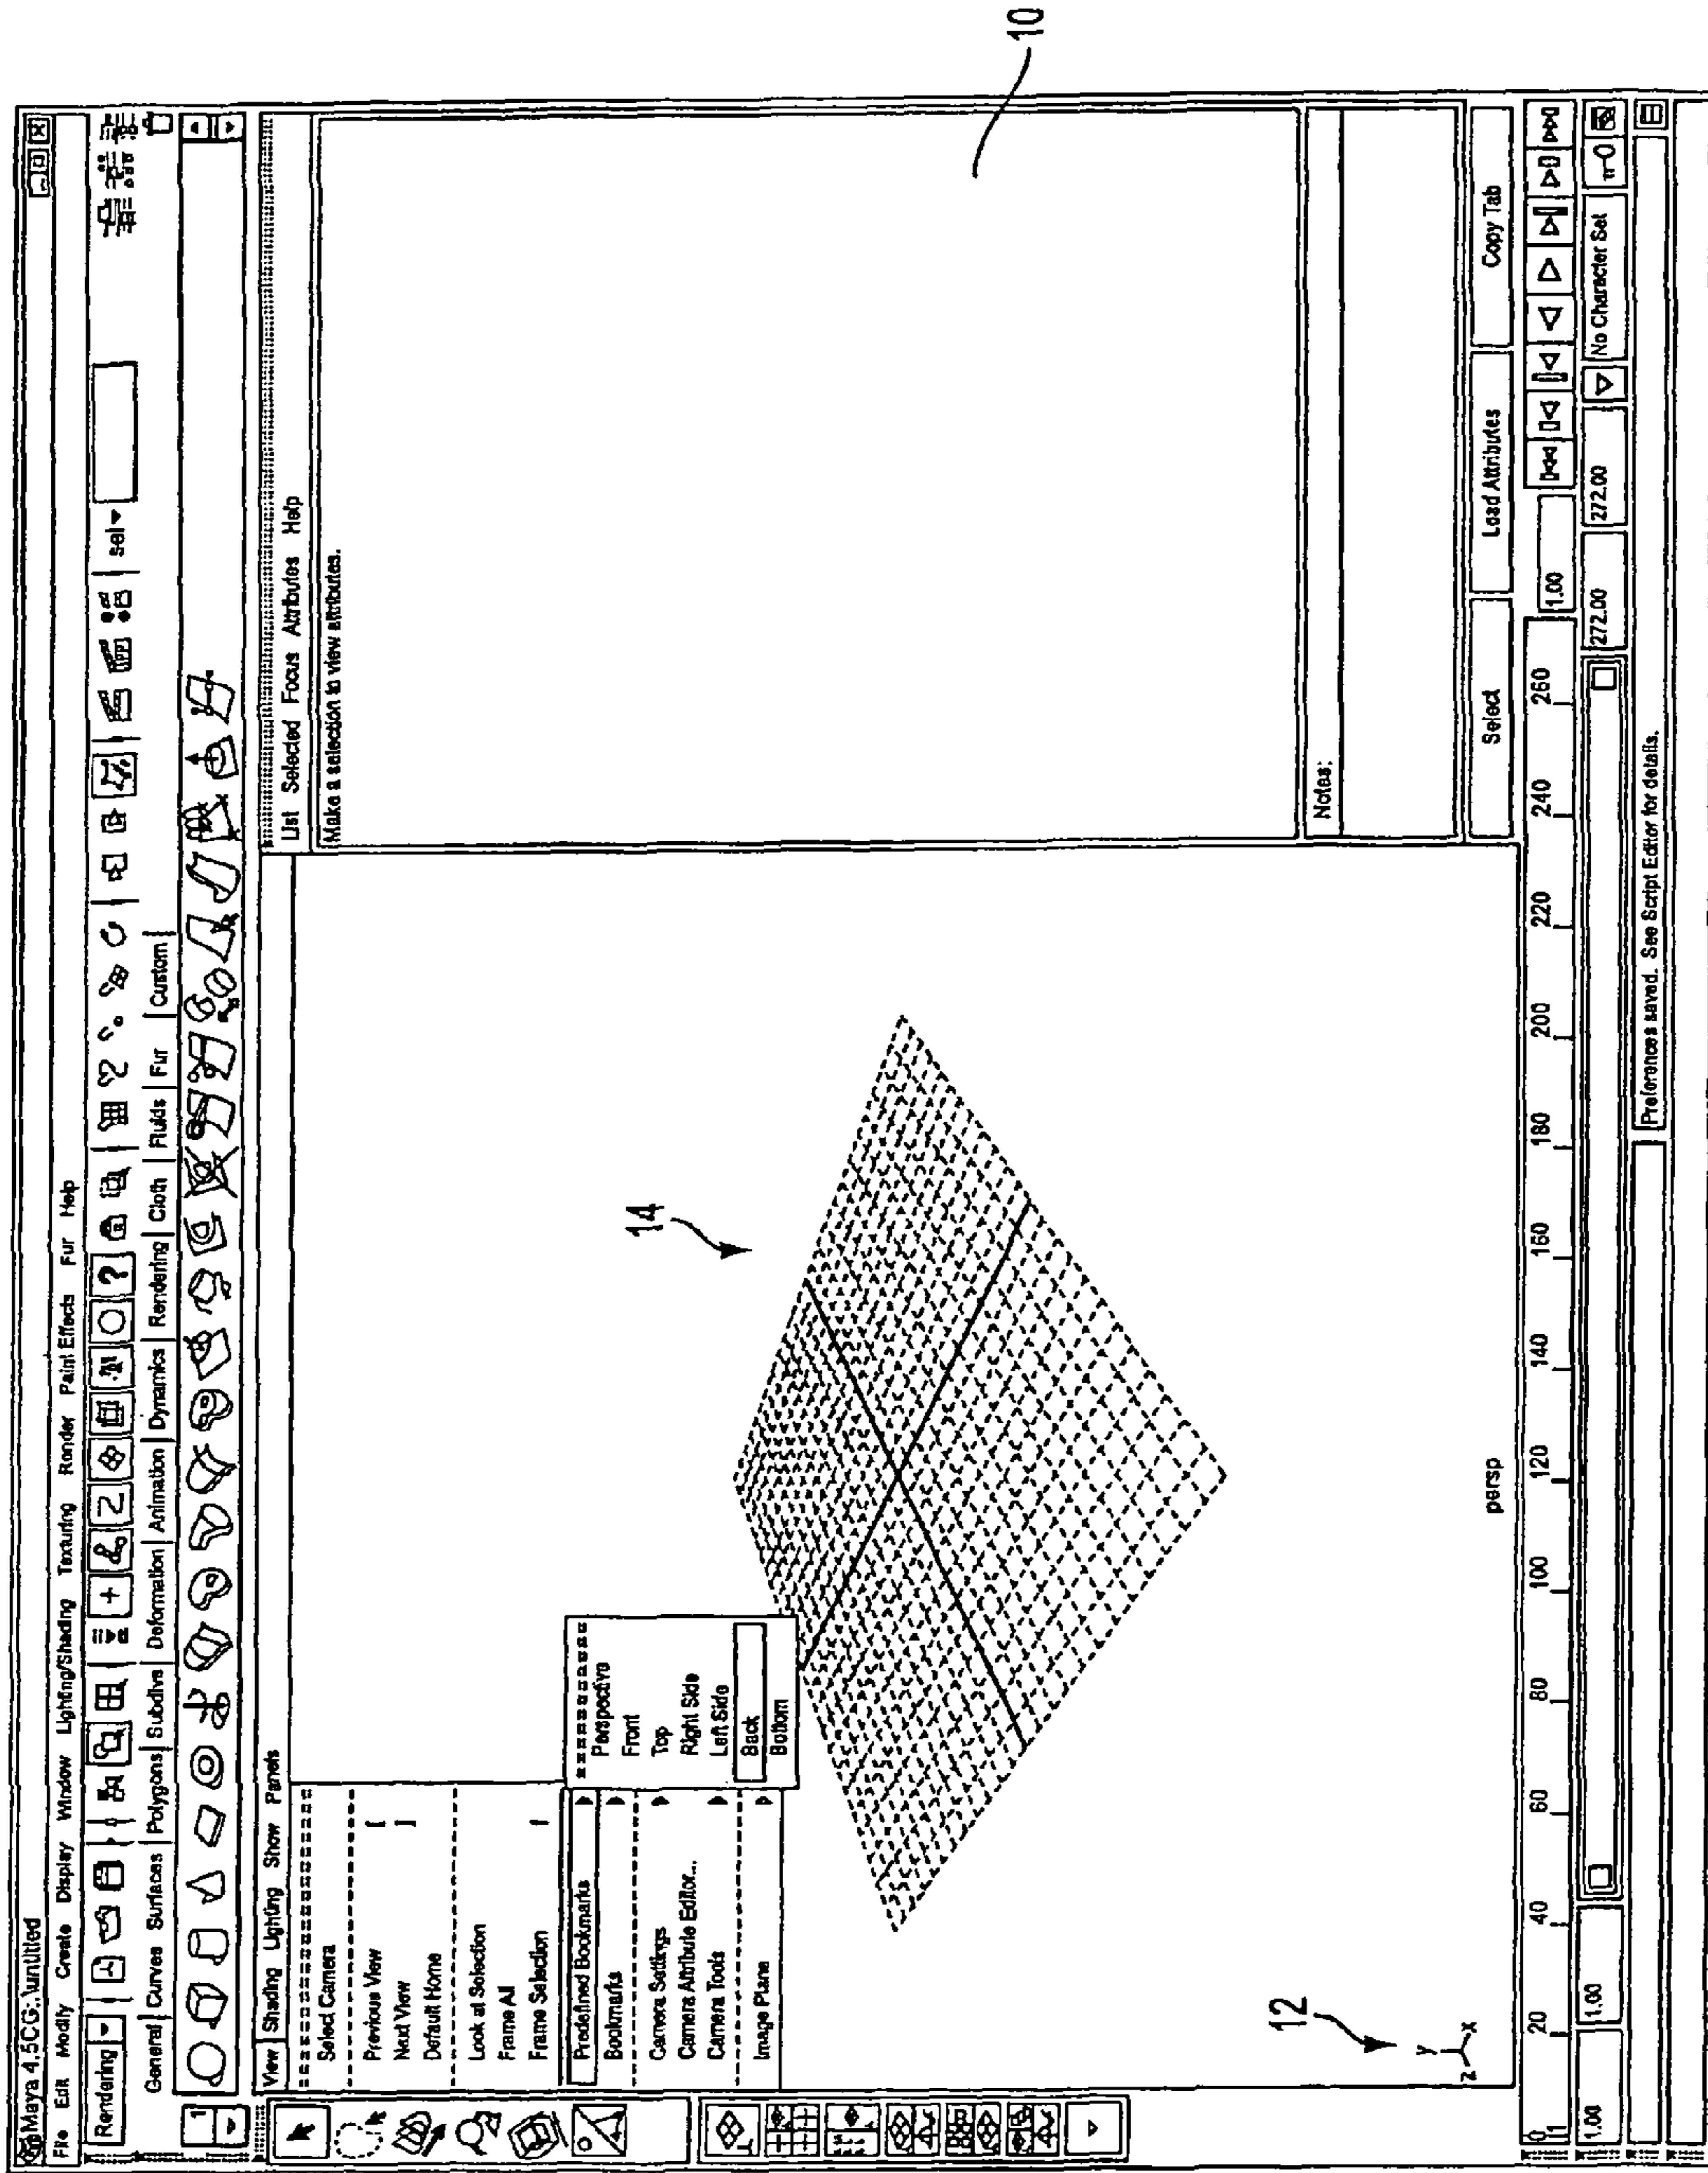 Maya 4.5CG:.\untitled
File Edit Modify Create Display Window Lighting/Shading Texturing Render Paint Effects Fur Help
Rendering
sel
General Curves Surfaces Polygons Subdivs Deformation Animation Dynamics Rendering Cloth Fluids Fur Custom
1
View Shading Lighting Show Panels
Select Camera
Previous View [
Next View ]
Default Home
Look at Selection
Frame All
Frame Selection f
Predefined Bookmarks
Bookmarks
Camera Settings
Camera Attribute Editor...
Camera Tools
Image Plane
Perspective
Front
Top
Right Side
Left Side
Back
Bottom
14
12
y
z x
persp
List Selected Focus Attributes Help
Make a selection to view attributes.
10
Notes:
Select Load Attributes Copy Tab
1 20 40 60 80 100 120 140 160 180 200 220 240 260 1.00
1.00 1.00 272.00 272.00 No Character Set
Preferences saved. See Script Editor for details.